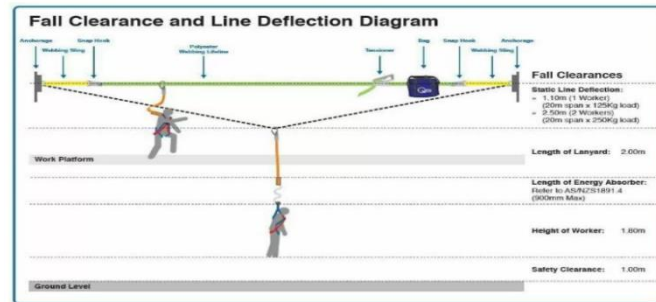 Fall Clearance and Line Deflection Diagram
Anchorage
Webbing Sling
Snap Hook
Polyester
Webbing Lifeline
Tensioner
Bag
Snap Hook
Webbing Sling
Anchorage
Fall Clearances
Static Line Deflection:
- 1.10m (1 Worker)
(20m span x 125Kg load)
- 2.50m (2 Workers)
(20m span x 250Kg load)
Work Platform
Length of Lanyard: 2.00m
Length of Energy Absorber:
Refer to AS/NZS1891.4
(900mm Max)
Height of Worker: 1.80m
Safety Clearance: 1.00m
Ground Level